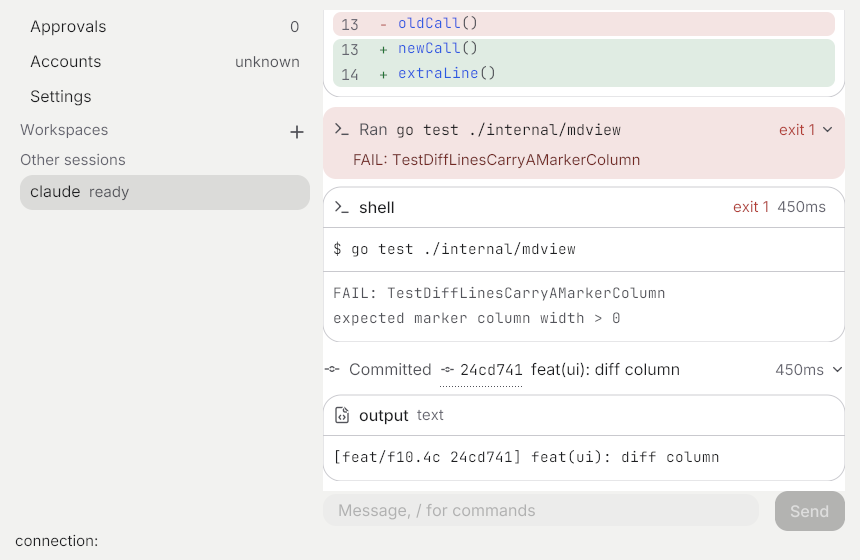 Approvals 0
Accounts unknown
Settings
Workspaces +
Other sessions
claude ready
connection:
13 - oldCall()
13 + newCall()
14 + extraLine()
Ran go test ./internal/mdview exit 1
FAIL: TestDiffLinesCarryAMarkerColumn
shell exit 1 450ms
$ go test ./internal/mdview
FAIL: TestDiffLinesCarryAMarkerColumn
expected marker column width > 0
Committed 24cd741 feat(ui): diff column 450ms
output text
[feat/f10.4c 24cd741] feat(ui): diff column
Message, / for commands Send